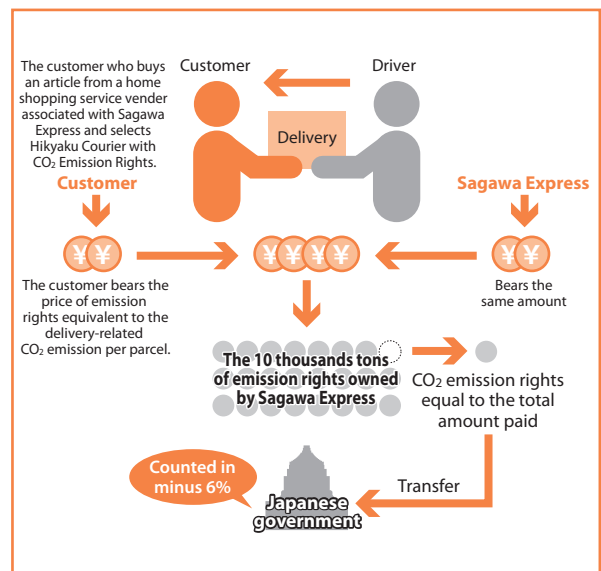 The customer who buys
an article from a home
shopping service vender
associated with Sagawa
Express and selects
Hikyaku Courier with
CO₂ Emission Rights.
Customer
Driver
Delivery
Customer
Sagawa Express
¥ ¥
¥ ¥ ¥ ¥
¥ ¥
The customer bears the
price of emission
rights equivalent to the
delivery-related
CO₂ emission per parcel.
Bears the
same amount
The 10 thousands tons
of emission rights owned
by Sagawa Express
CO₂ emission rights
equal to the total
amount paid
Counted in
minus 6%
Transfer
Japanese
government